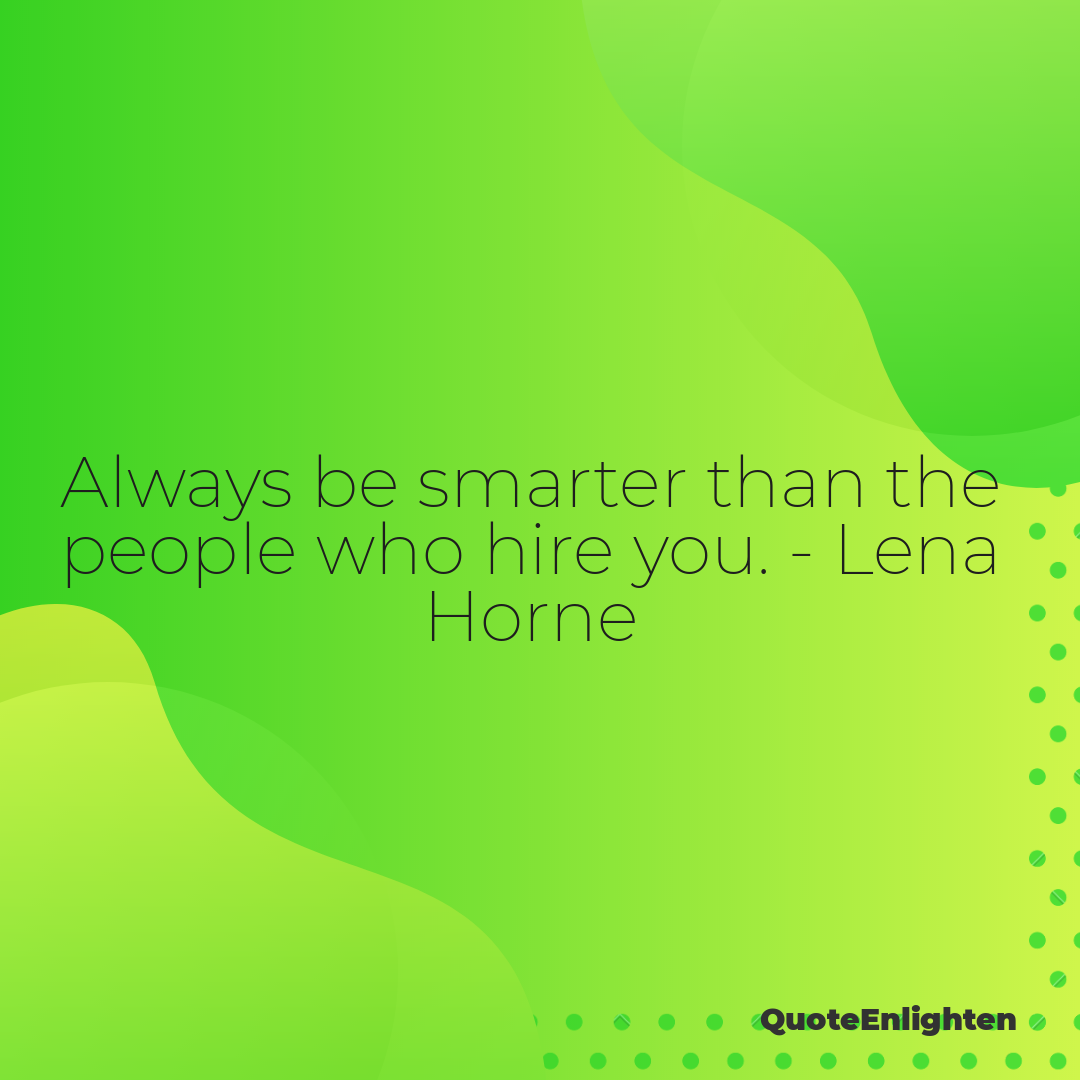 Always be smarter than the
people who hire you. - Lena
Horne
QuoteEnlighten